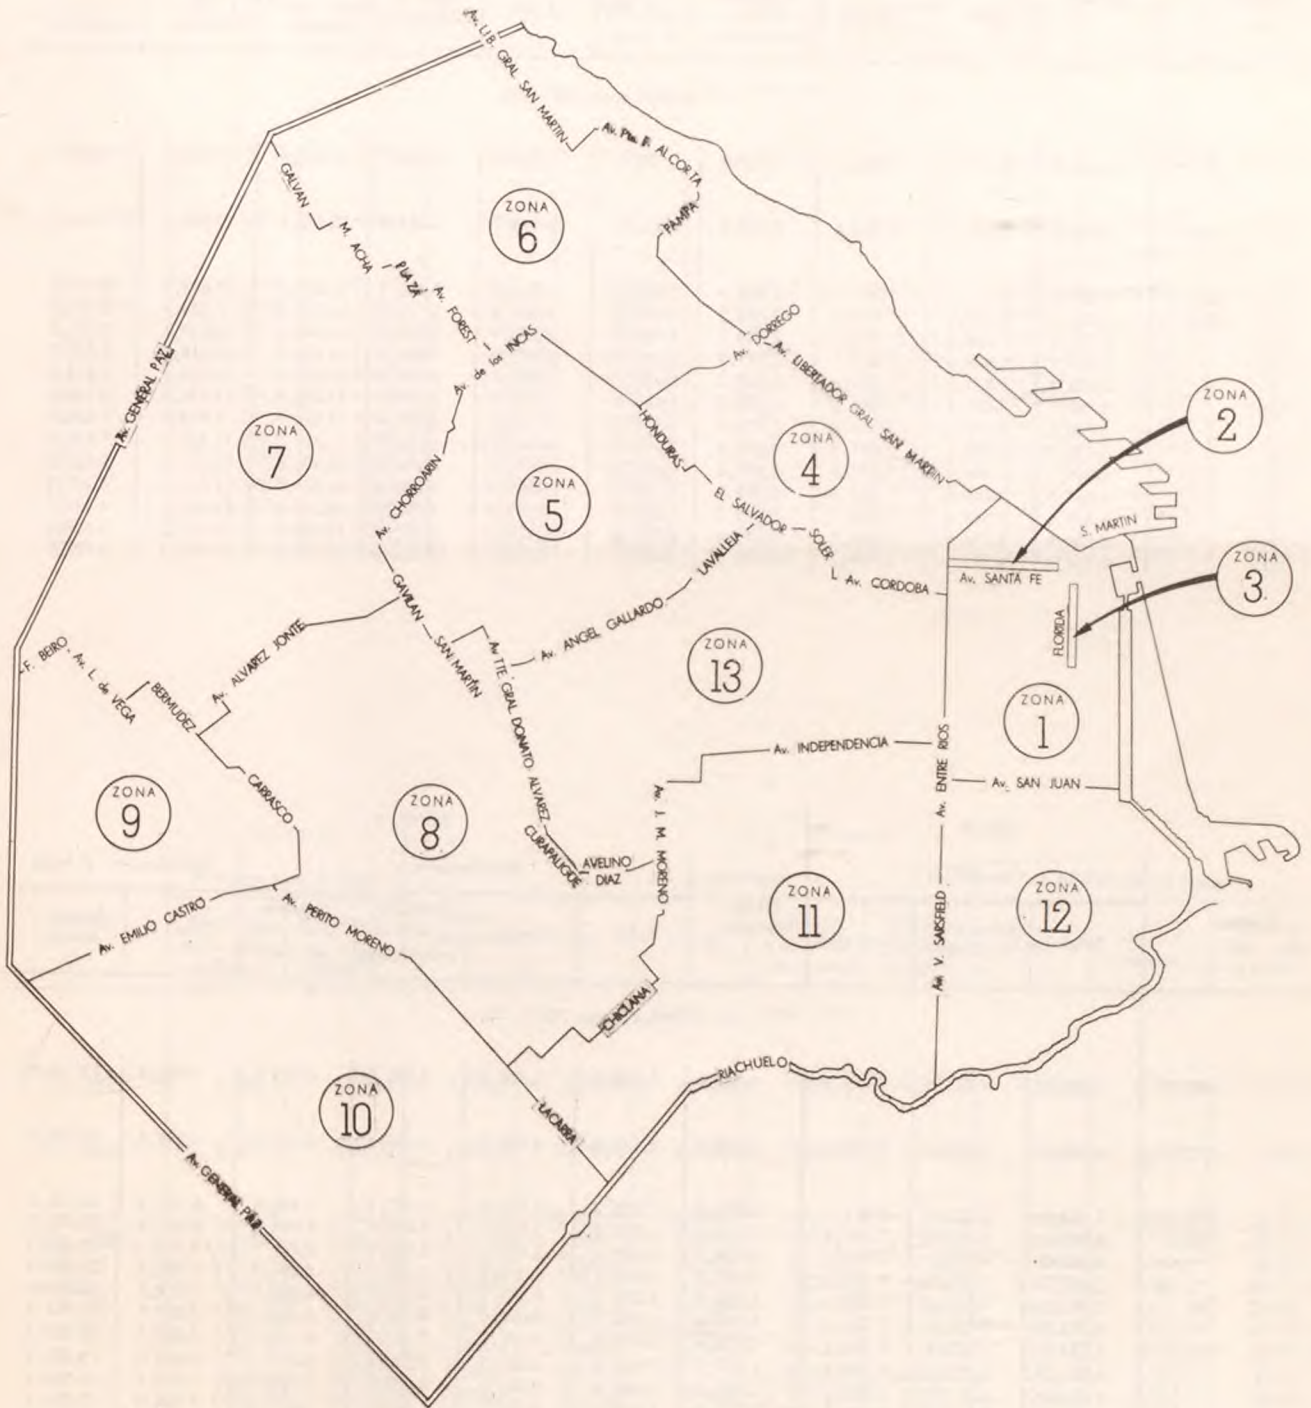 Av. LIB. GRAL. SAN MARTIN
Av. Pte. F. ALCORTA
PAMPA
GALVAN
M. ACHA
PLAZA
Av. FOREST
Av. de los INCAS
ZONA
6
Av. DORREGO
Av. LIBERTADOR GRAL. SAN MARTIN
Av. GENERAL PAZ
ZONA
7
ZONA
4
ZONA
2
HONDURAS
EL SALVADOR
SOLER
Av. CORDOBA
ZONA
5
Av. CHORROARIN
LAVALLEJA
S. MARTIN
Av. SANTA FE
ZONA
3
FLORIDA
GAVILAN
SAN MARTIN
Av. ANGEL GALLARDO
Av. ALVAREZ JONTE
F. BEIRO
Av. L. de VEGA
BERMUDEZ
Av TTE. GRAL. DONATO ALVAREZ
ZONA
13
ZONA
1
Av. INDEPENDENCIA
Av. ENTRE RIOS
Av. SAN JUAN
CARRASCO
ZONA
9
ZONA
8
CURAPALIGUE
AVELINO
DIAZ
Av. J. M. MORENO
ZONA
11
ZONA
12
Av. V. SARSFIELD
Av. EMILIO CASTRO
Av. PERITO MORENO
CHICLANA
RIACHUELO
LACARRA
ZONA
10
Av. GENERAL PAZ